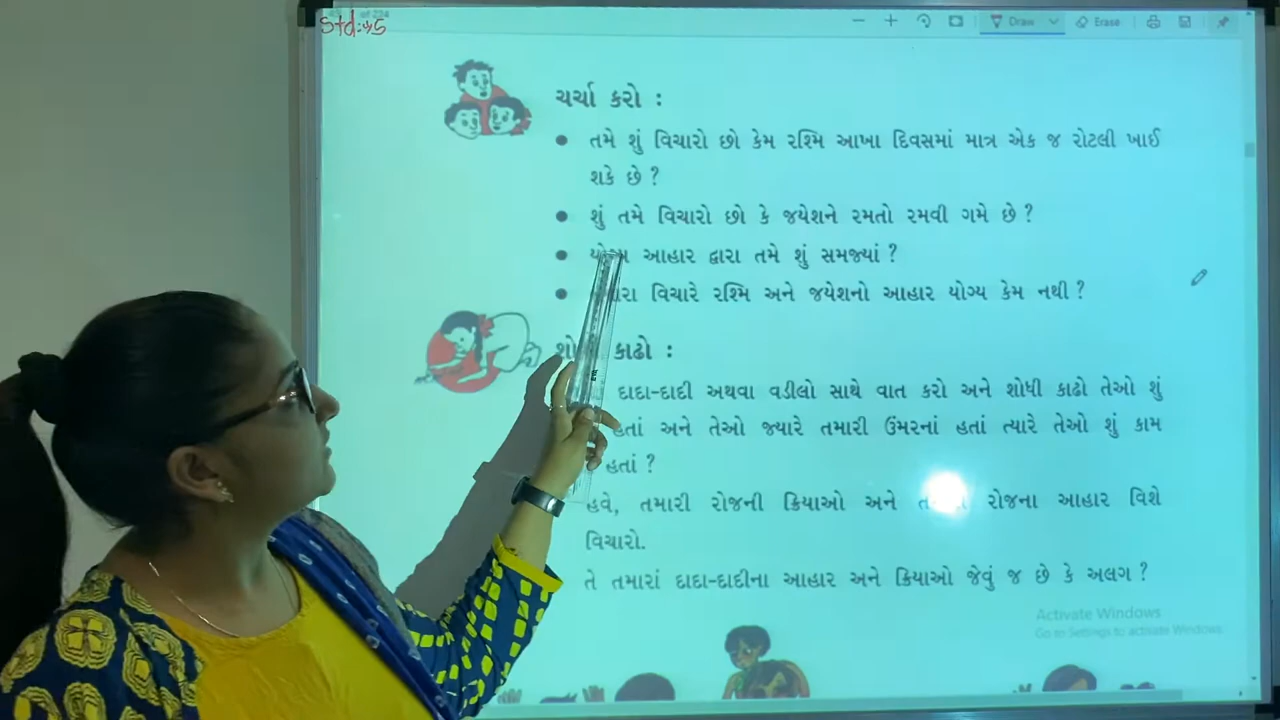 Std:-5
of 224
Draw
Erase
ચર્ચા કરો :
● તમે શું વિચારો છો કેમ રશ્મિ આખા દિવસમાં માત્ર એક જ રોટલી ખાઈ
શકે છે ?
● શું તમે વિચારો છો કે જયેશને રમતો રમવી ગમે છે ?
● આહાર દ્વારા તમે શું સમજ્યાં ?
● વિચારે રશ્મિ અને જયેશનો આહાર યોગ્ય કેમ નથી ?
કાઢો :
દાદા-દાદી અથવા વડીલો સાથે વાત કરો અને શોધી કાઢો તેઓ શું
હતાં અને તેઓ જ્યારે તમારી ઉંમરનાં હતાં ત્યારે તેઓ શું કામ
હતાં ?
હવે, તમારી રોજની ક્રિયાઓ અને રોજના આહાર વિશે
વિચારો.
તે તમારાં દાદા-દાદીના આહાર અને ક્રિયાઓ જેવું જ છે કે અલગ ?
Activate Windows
Go to Settings to activate Windows.